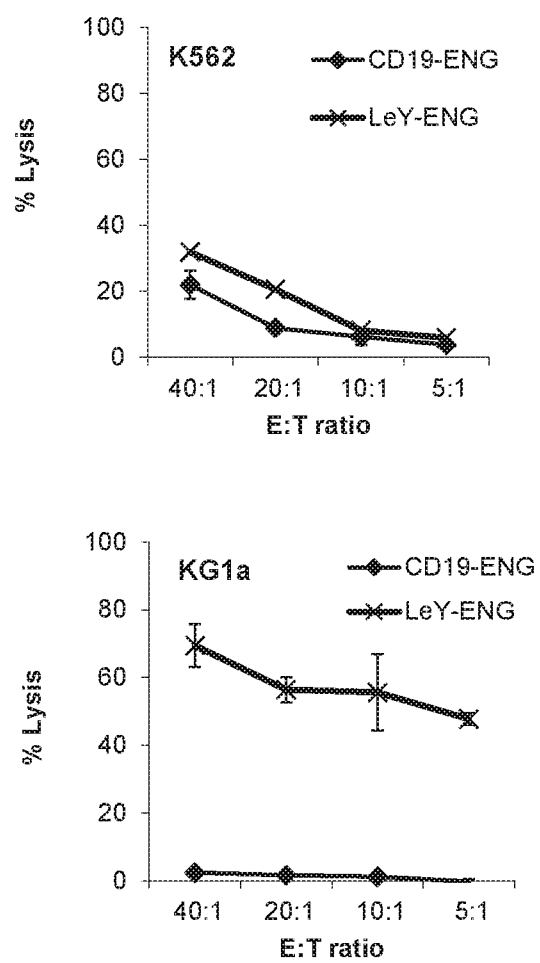 100
K562
CD19-ENG
80
LeY-ENG
% Lysis
60
40
20
0
40:1 20:1 10:1 5:1
E:T ratio
100
KG1a
CD19-ENG
80
LeY-ENG
% Lysis
60
40
20
0
40:1 20:1 10:1 5:1
E:T ratio